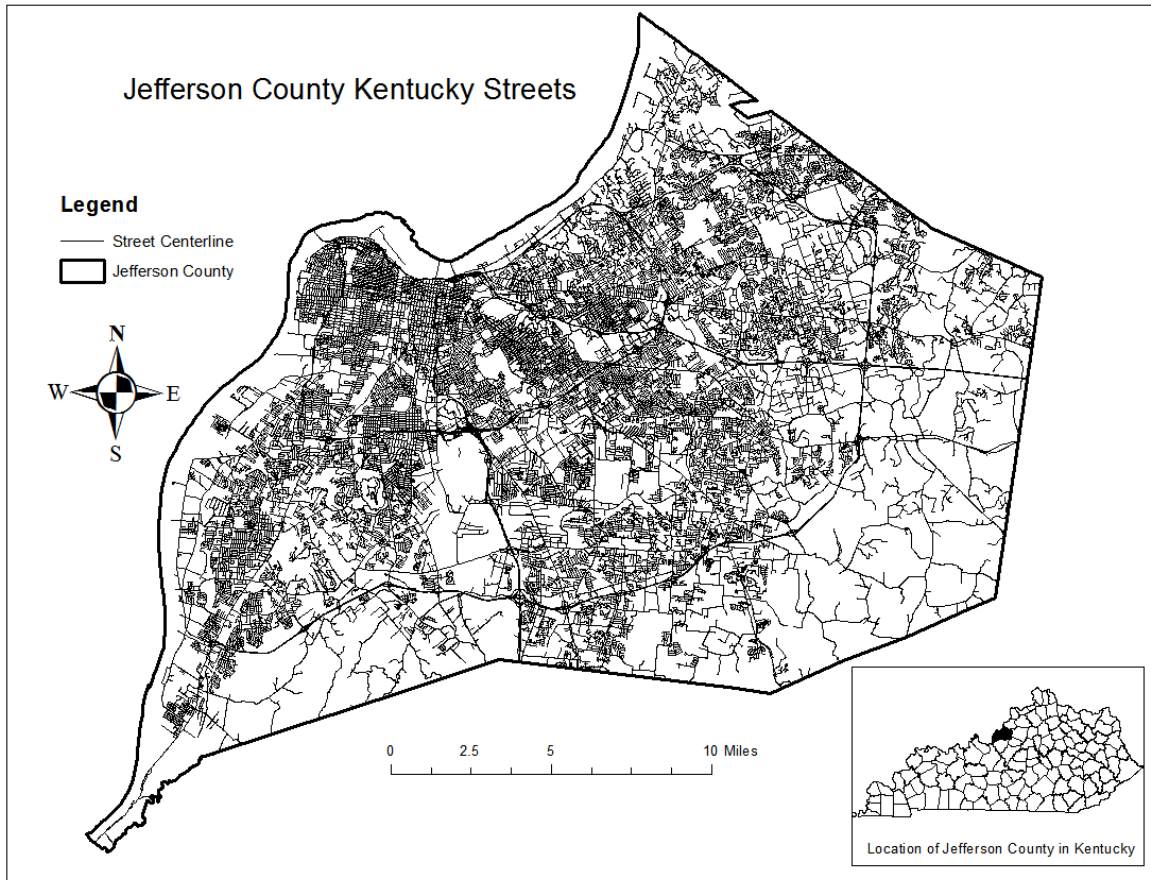 Jefferson County Kentucky Streets
Legend
Street Centerline
Jefferson County
N
W E
S
0 2.5 5 10 Miles
Location of Jefferson County in Kentucky